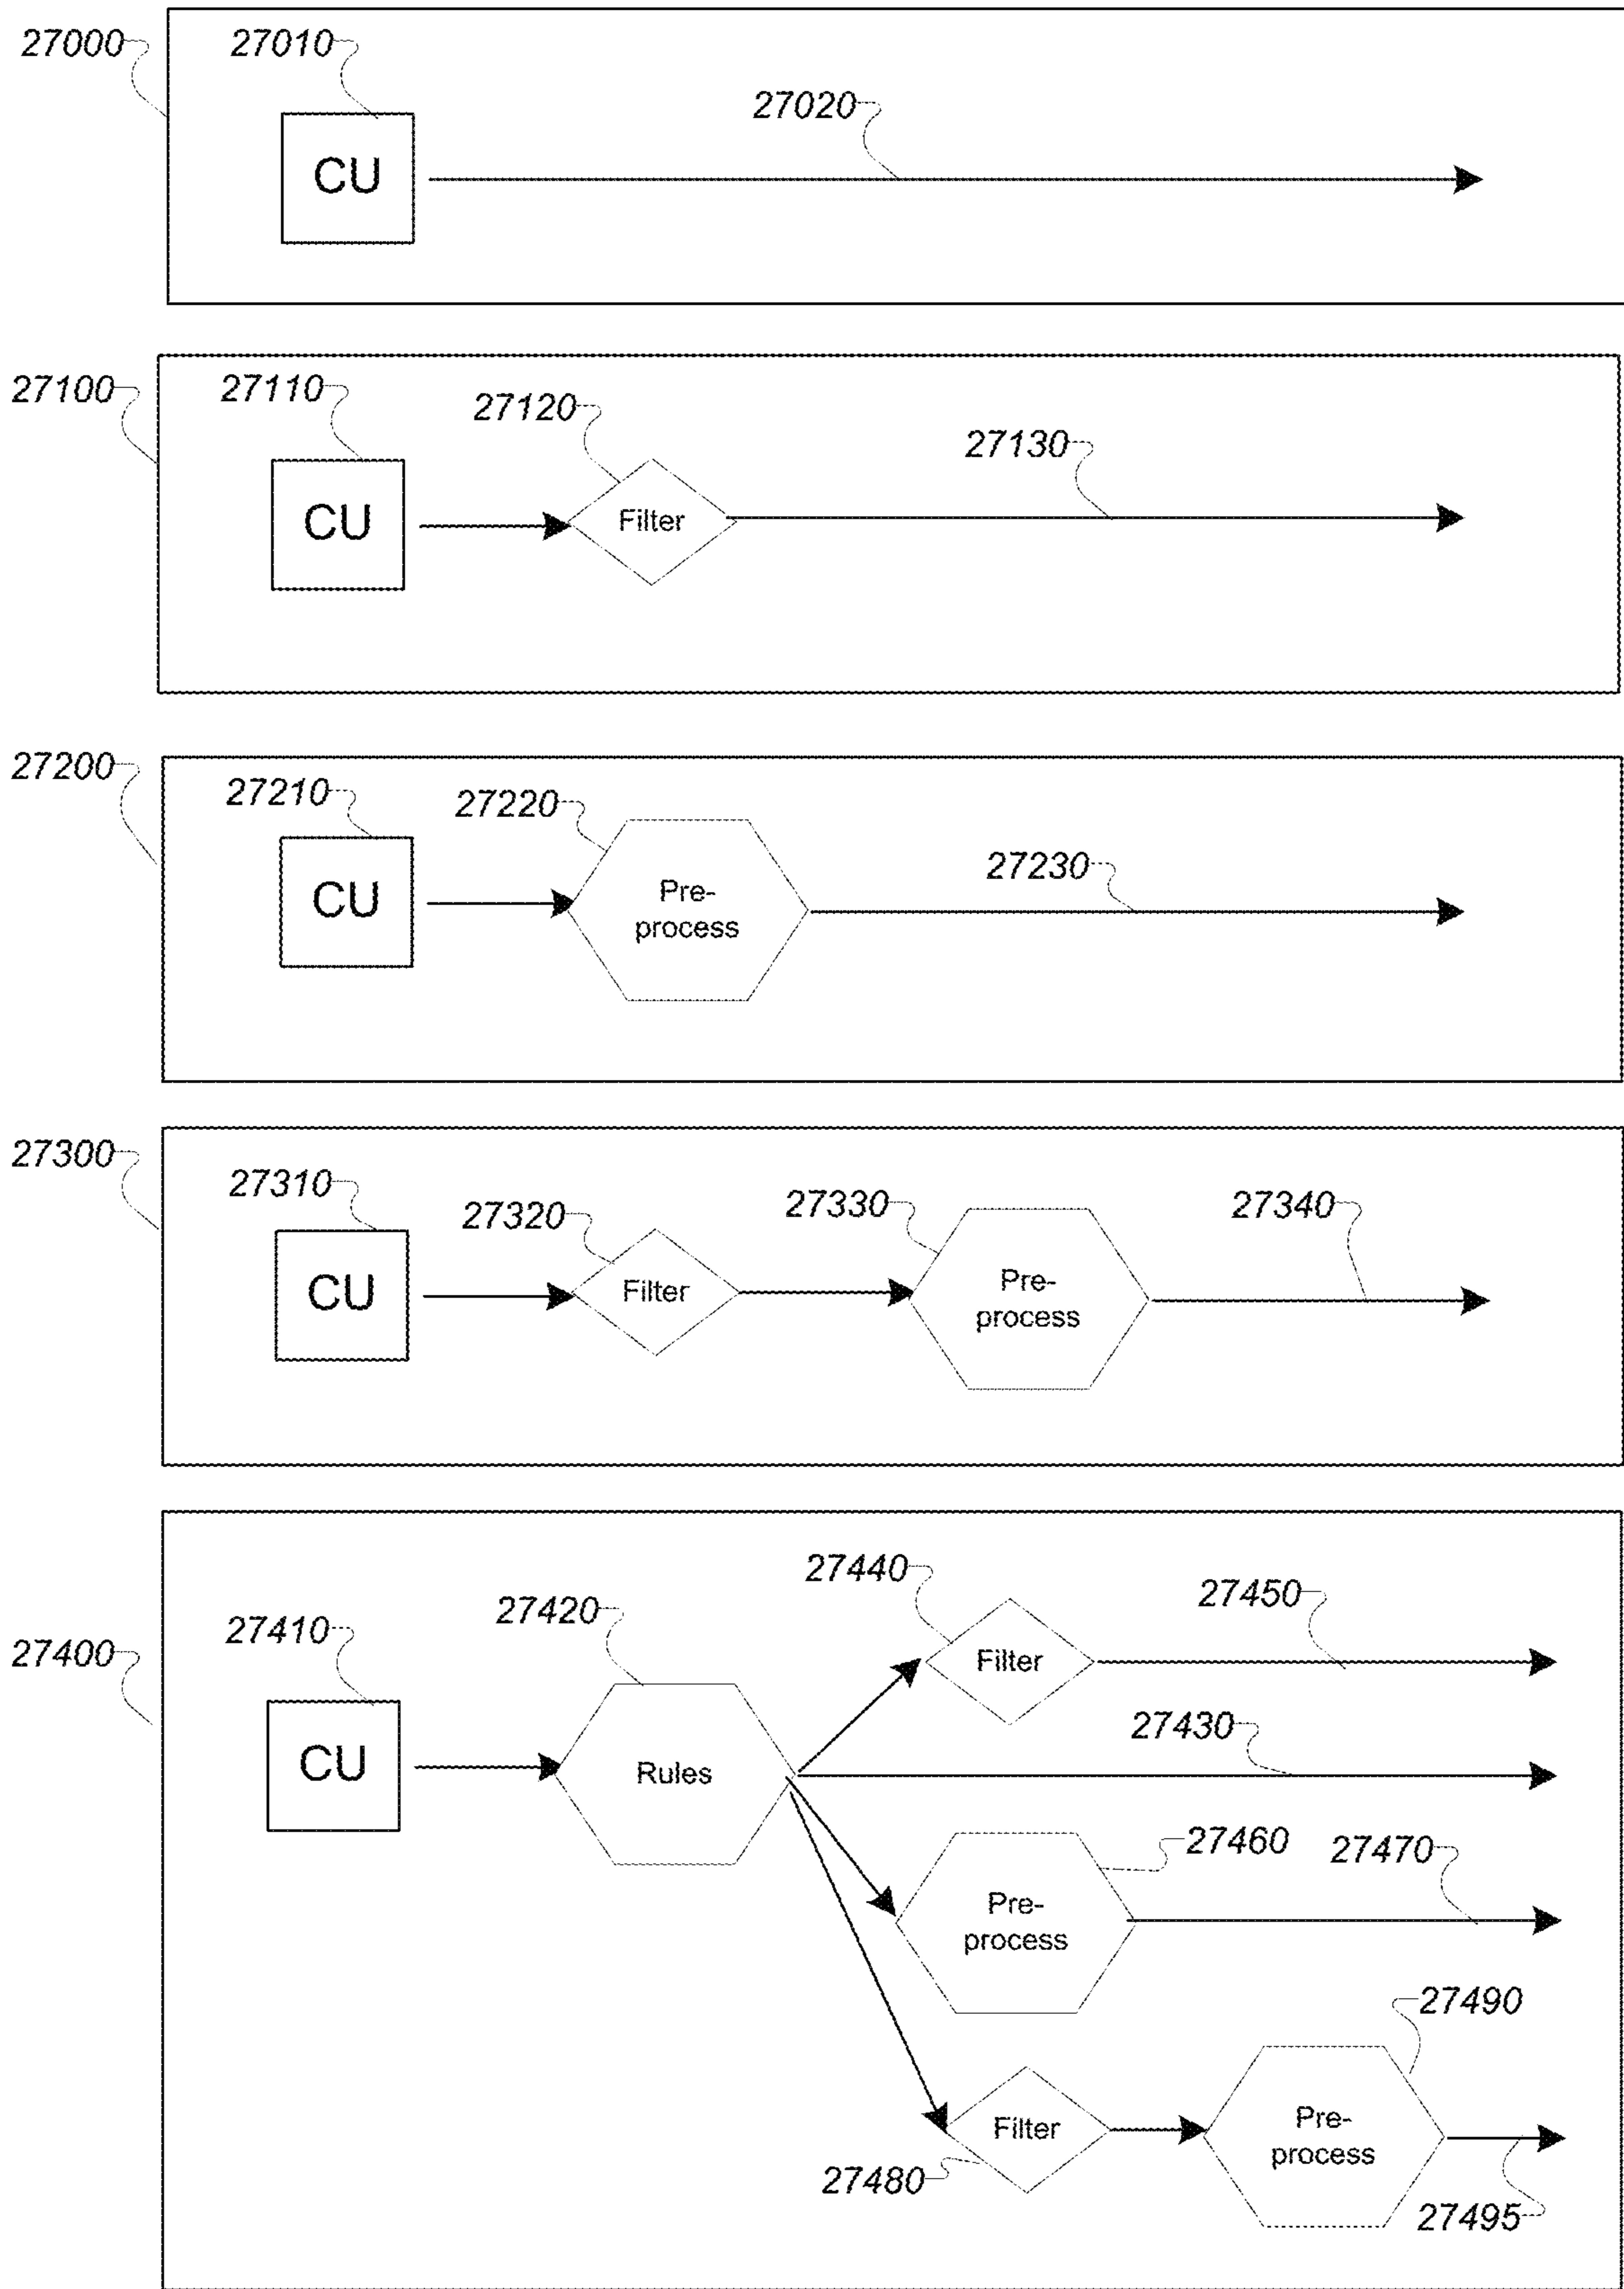 27000
27010
27020
CU
27100
27110
27120
27130
CU
Filter
27200
27210
27220
27230
CU
Pre-
process
27300
27310
27320
27330
27340
CU
Filter
Pre-
process
27400
27410
27420
27440
27450
CU
Rules
Filter
27430
27460
27470
Pre-
process
27490
Filter
Pre-
process
27480
27495